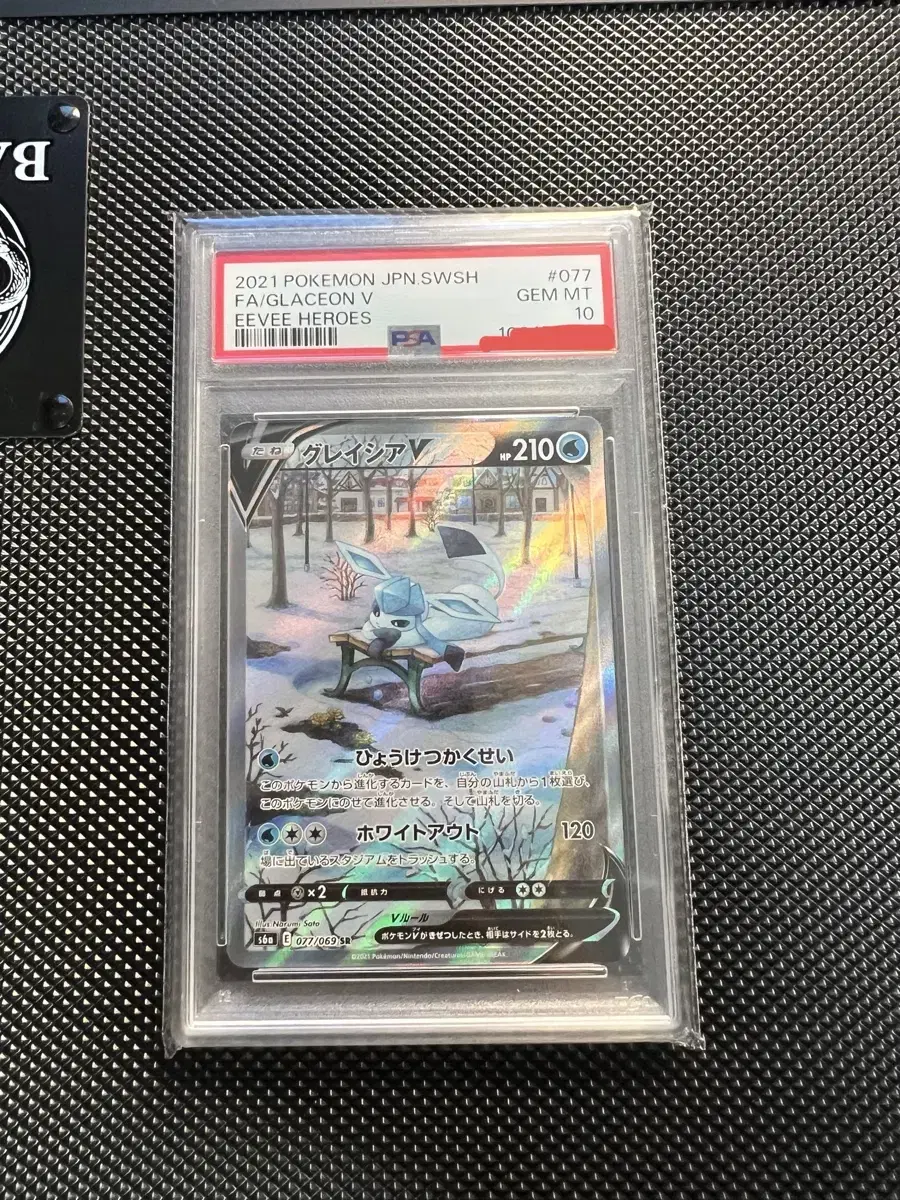 BA
2021 POKEMON JPN.SWSH #077
FA/GLACEON V GEM MT
EEVEE HEROES 10
PSA
たね グレイシアV HP 210
ひょうけつかくせい
このポケモンから進化するカードを、自分の山札から1枚選び、
このポケモンにのせて進化させる。そして山札を切る。
ホワイトアウト 120
場に出ているスタジアムをトラッシュする。
弱点 ×2 抵抗力 にげる
Vルール
ポケモンVがきぜつしたとき、相手はサイドを2枚とる。
Illus. Narumi Sato
s6a E 077/069 SR
©2021 Pokémon/Nintendo/Creatures